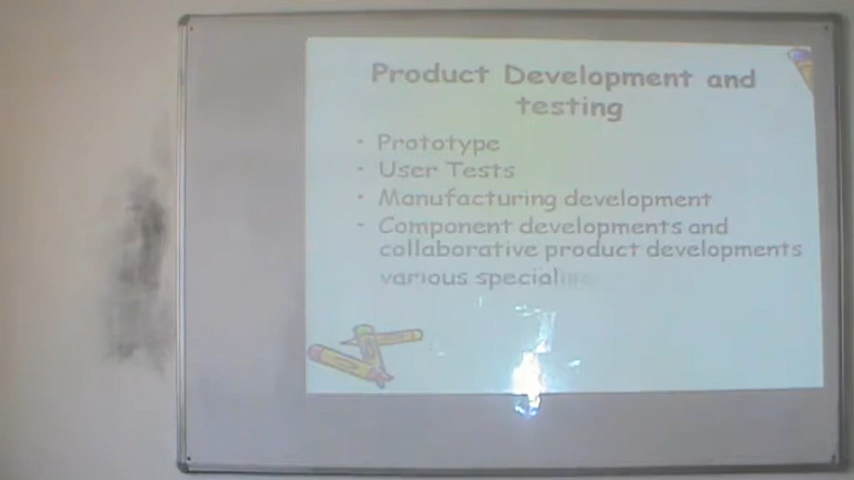 Product Development and
testing
· Prototype
· User Tests
· Manufacturing development
· Component developments and
collaborative product developments
various